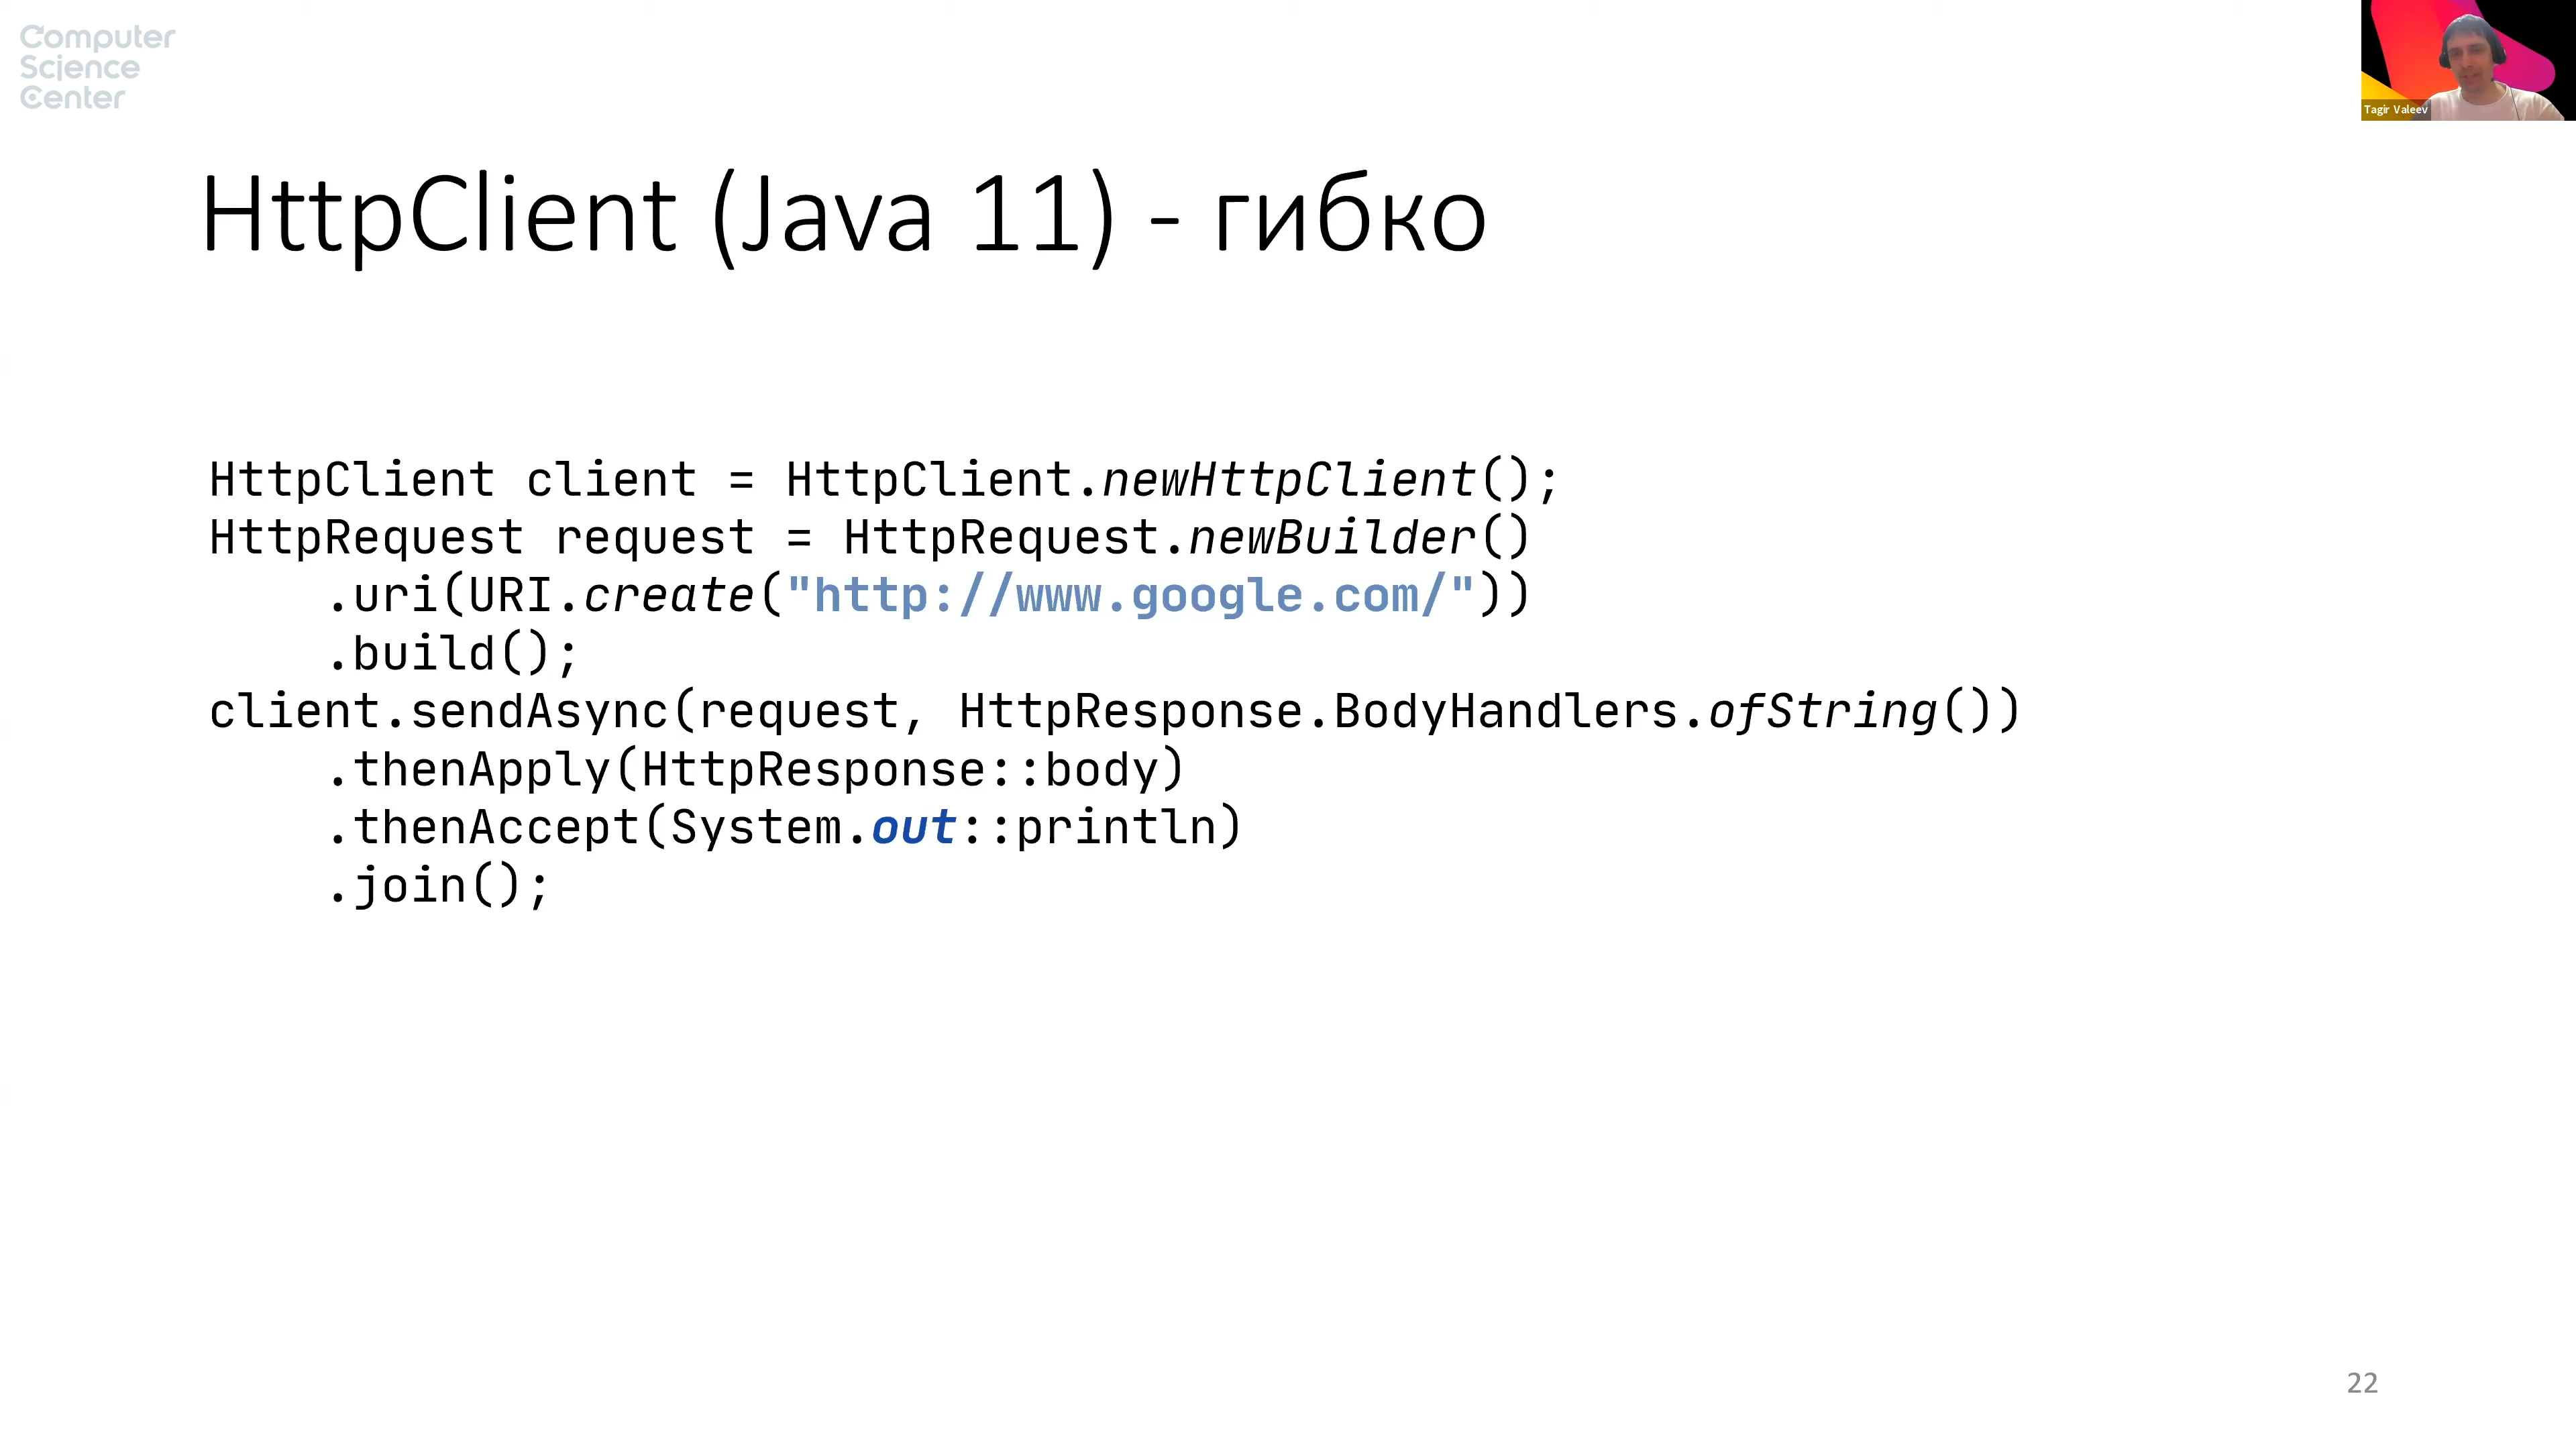 Computer
Science
Center
Tagir Valeev
HttpClient (Java 11) - гибко
HttpClient client = HttpClient.newHttpClient();
HttpRequest request = HttpRequest.newBuilder()
    .uri(URI.create("http://www.google.com/"))
    .build();
client.sendAsync(request, HttpResponse.BodyHandlers.ofString())
    .thenApply(HttpResponse::body)
    .thenAccept(System.out::println)
    .join();
22